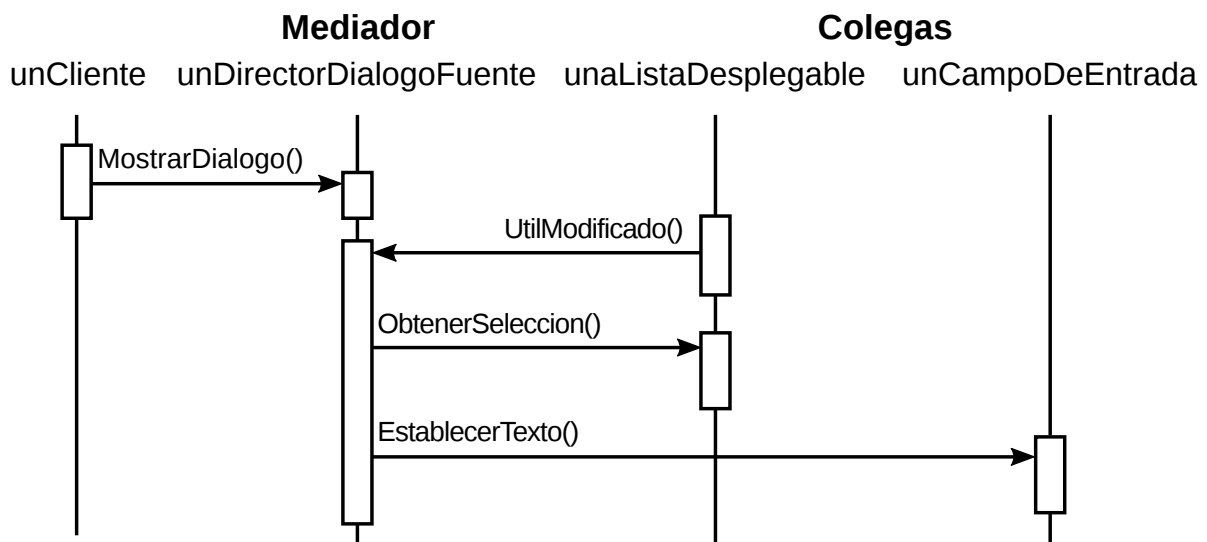 Mediador Colegas
unCliente unDirectorDialogoFuente unaListaDesplegable unCampoDeEntrada
MostrarDialogo()
UtilModificado()
ObtenerSeleccion()
EstablecerTexto()